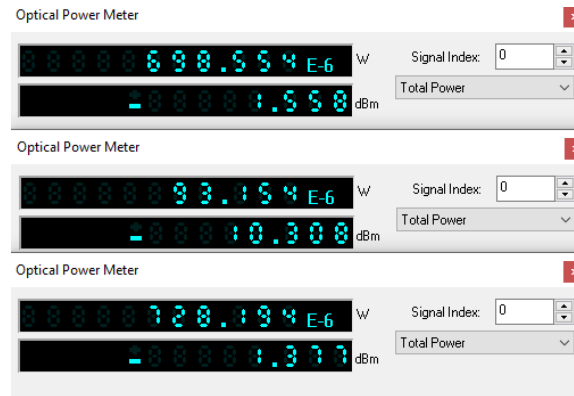 Optical Power Meter x
698.554 E-6 W Signal Index: 0
- 1.558 dBm Total Power
Optical Power Meter x
93.154 E-6 W Signal Index: 0
- 10.308 dBm Total Power
Optical Power Meter x
728.194 E-6 W Signal Index: 0
- 1.377 dBm Total Power